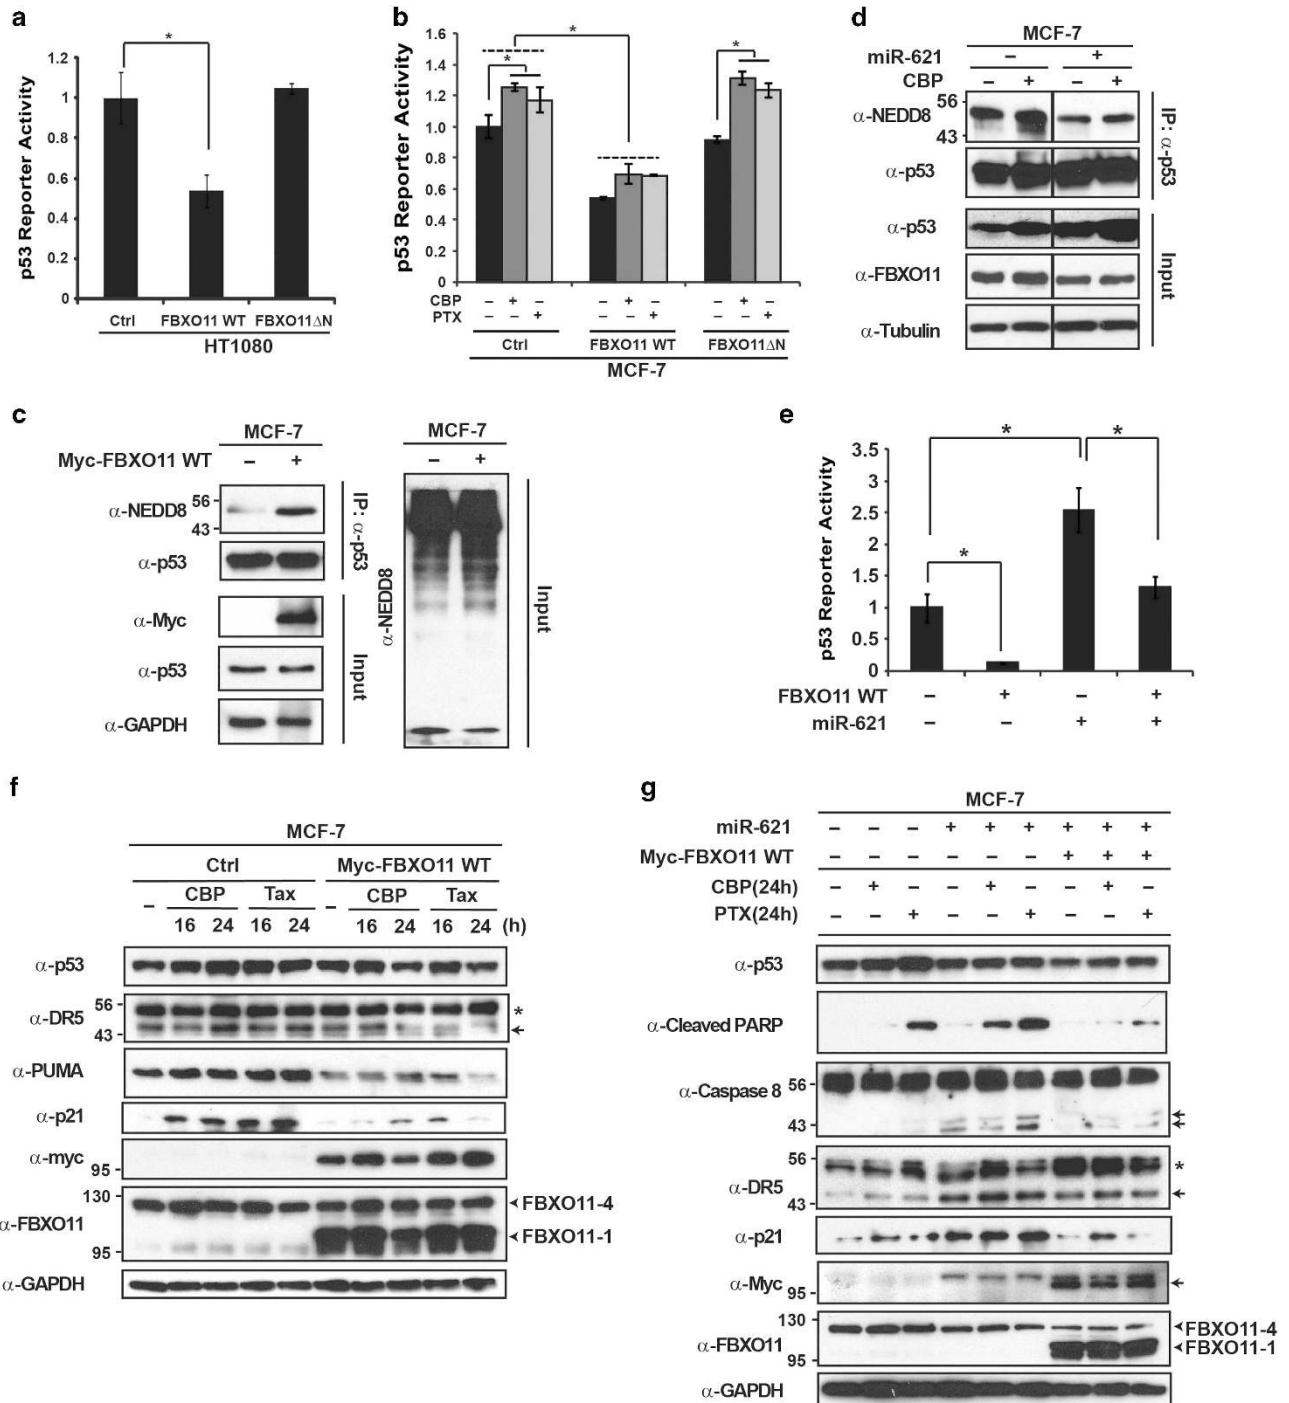 a
*
p53 Reporter Activity
1.2
1
0.8
0.6
0.4
0.2
0
Ctrl FBXO11 WT FBXO11ΔN
HT1080
b
p53 Reporter Activity
1.6
1.4
1.2
1.0
0.8
0.6
0.4
0.2
0
* * *
CBP – + – – + – – + –
PTX – – + – – + – – +
Ctrl FBXO11 WT FBXO11ΔN
MCF-7
d
MCF-7
miR-621 – +
CBP – + – +
α-NEDD8 56
43
α-p53
IP: α-p53
α-p53
α-FBXO11
α-Tubulin
Input
c
MCF-7
Myc-FBXO11 WT – +
α-NEDD8 56
43
α-p53
IP: α-p53
α-Myc
α-p53
α-GAPDH
Input
MCF-7
– +
α-NEDD8
Input
e
p53 Reporter Activity
3.5
3
2.5
2
1.5
1
0.5
0
* * *
FBXO11 WT – + – +
miR-621 – – + +
f
MCF-7
Ctrl Myc-FBXO11 WT
– CBP Tax – CBP Tax
16 24 16 24 16 24 16 24 (h)
α-p53
α-DR5 56 *
43
α-PUMA
α-p21
α-myc
95
130 FBXO11-4
α-FBXO11
95 FBXO11-1
α-GAPDH
g
MCF-7
miR-621 – – – + + + + + +
Myc-FBXO11 WT – – – – – – + + +
CBP(24h) – + – – + – – + –
PTX(24h) – – + – – + – – +
α-p53
α-Cleaved PARP
α-Caspase 8 56
43
56 *
α-DR5
43
α-p21
α-Myc
95
130 FBXO11-4
α-FBXO11 FBXO11-1
95
α-GAPDH